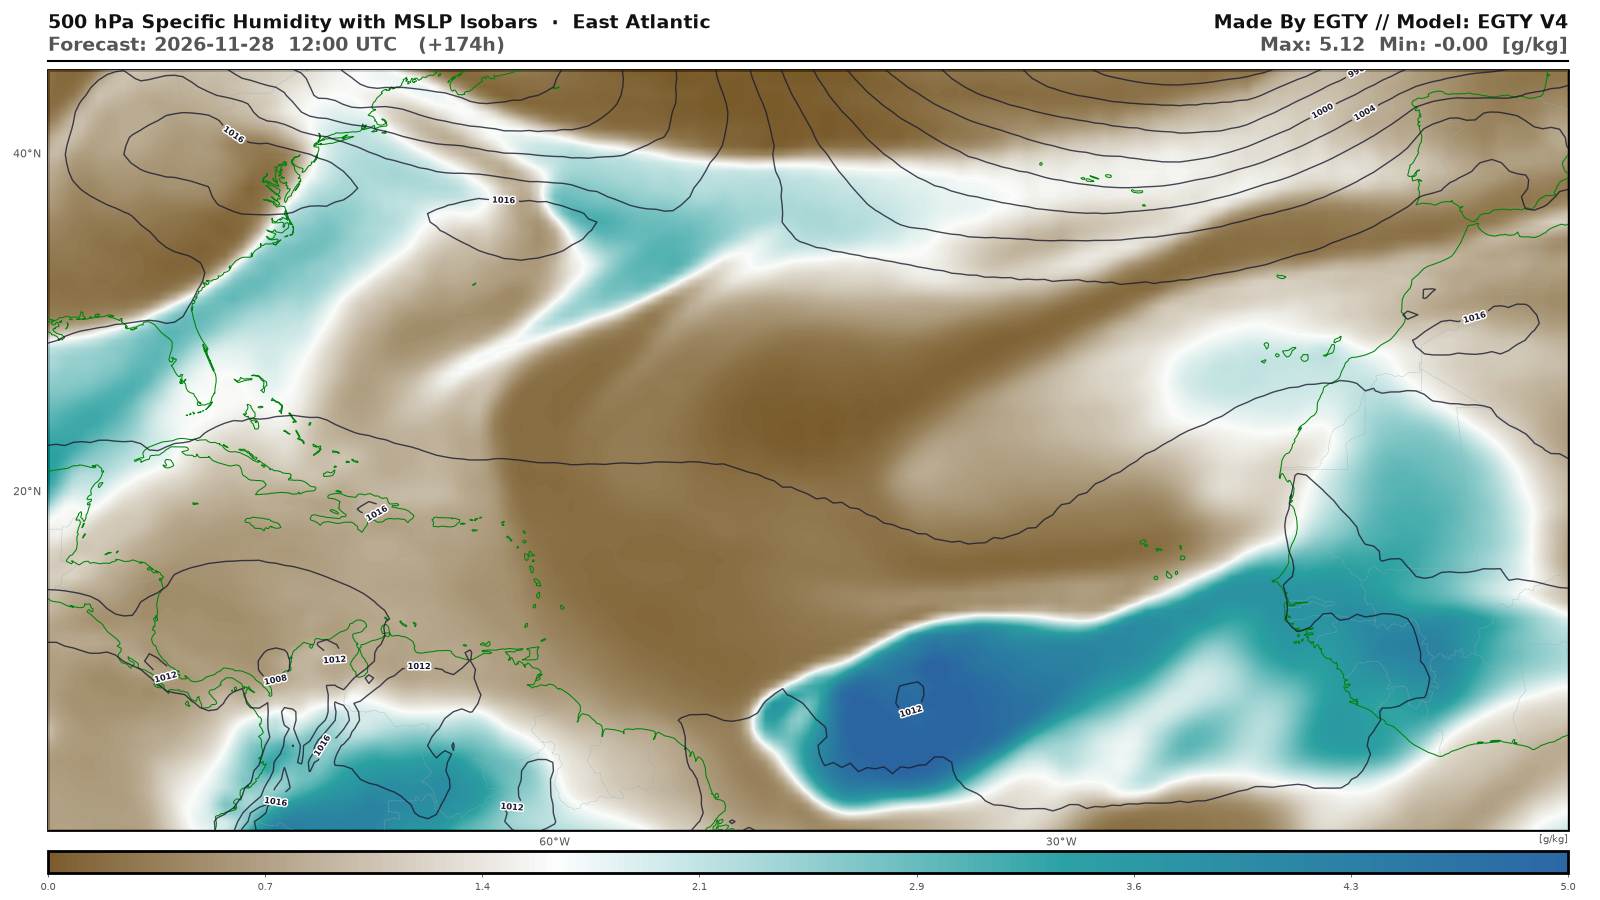 500 hPa Specific Humidity with MSLP Isobars · East Atlantic
Made By EGTY // Model: EGTY V4
Forecast: 2026-11-28 12:00 UTC (+174h)
Max: 5.12 Min: -0.00 [g/kg]
1000
1004
1016
40°N
1016
1016
20°N
1016
1012
1012
1012
1008
1012
1016
1016
1012
60°W
30°W
[g/kg]
0.0 0.7 1.4 2.1 2.9 3.6 4.3 5.0